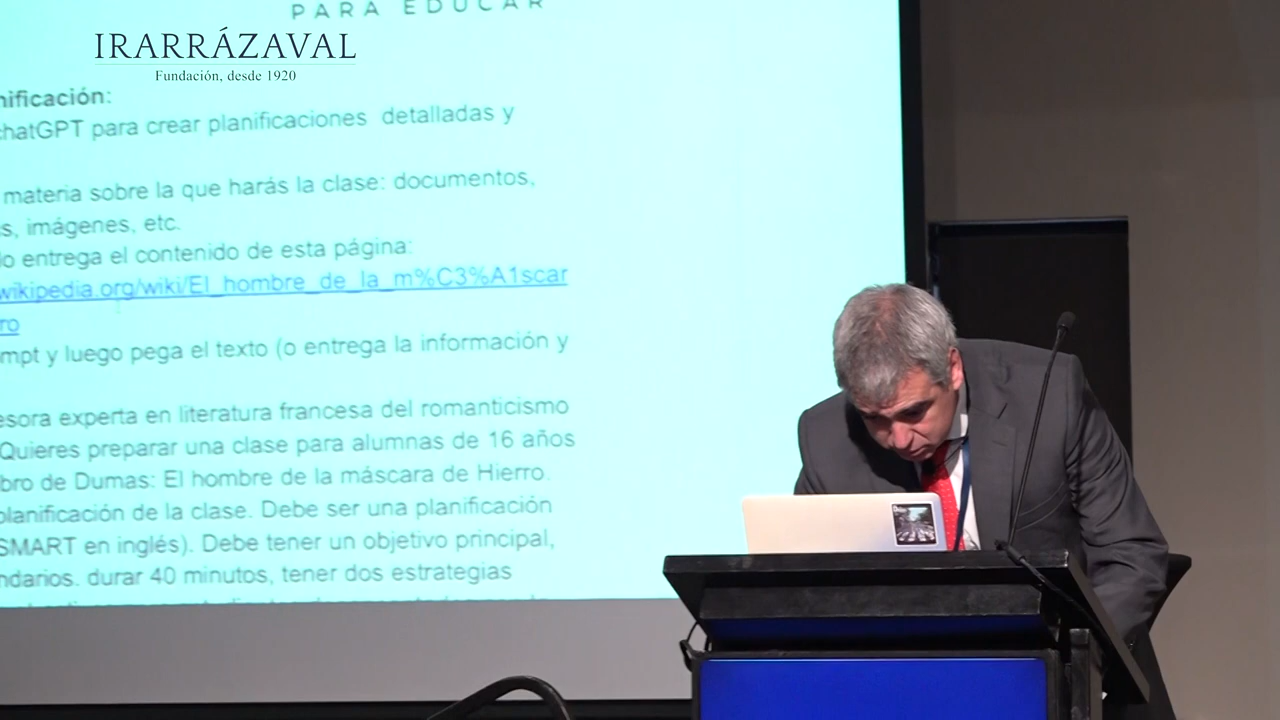 PARA EDUCAR
IRARRÁZAVAL
Fundación, desde 1920
nificación:
chatGPT para crear planificaciones detalladas y
materia sobre la que harás la clase: documentos,
s, imágenes, etc.
lo entrega el contenido de esta página:
wikipedia.org/wiki/El_hombre_de_la_m%C3%A1scar
ro
mpt y luego pega el texto (o entrega la información y
esora experta en literatura francesa del romanticismo
Quieres preparar una clase para alumnas de 16 años
bro de Dumas: El hombre de la máscara de Hierro.
planificación de la clase. Debe ser una planificación
SMART en inglés). Debe tener un objetivo principal,
ndarios. durar 40 minutos, tener dos estrategias